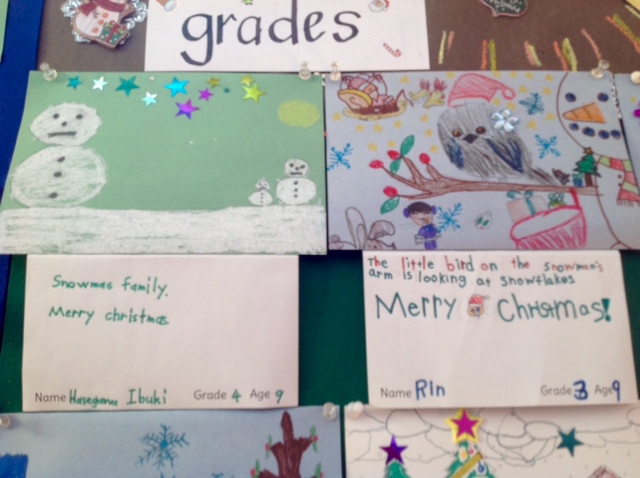 grades
Snowmas family.
Merry christmas
Name Hasegawa Ibuki Grade 4 Age 9
The little bird on the snowman's
arm is looking at snowflakes
Merry Christmas!
Name RIn Grade 3 Age 9